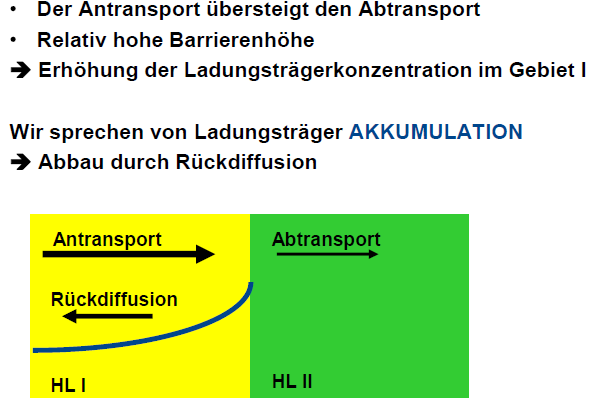 • Der Antransport übersteigt den Abtransport
• Relativ hohe Barrierenhöhe
➔ Erhöhung der Ladungsträgerkonzentration im Gebiet I
Wir sprechen von Ladungsträger AKKUMULATION
➔ Abbau durch Rückdiffusion
Antransport
Abtransport
Rückdiffusion
HL I
HL II